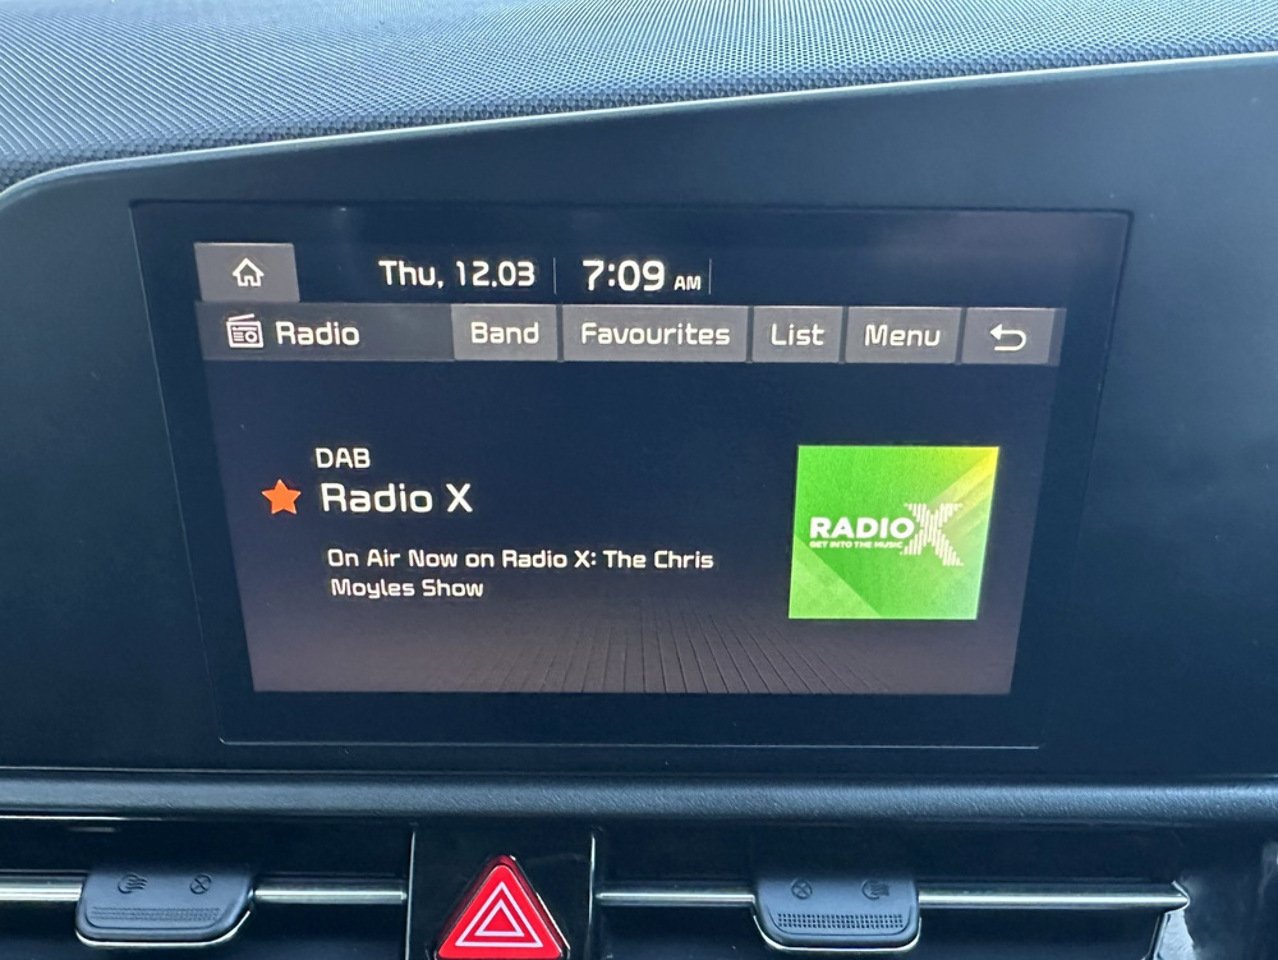 Thu, 12.03 7:09 AM
Radio Band Favourites List Menu
DAB
Radio X
On Air Now on Radio X: The Chris
Moyles Show
RADIO X
GET INTO THE MUSIC